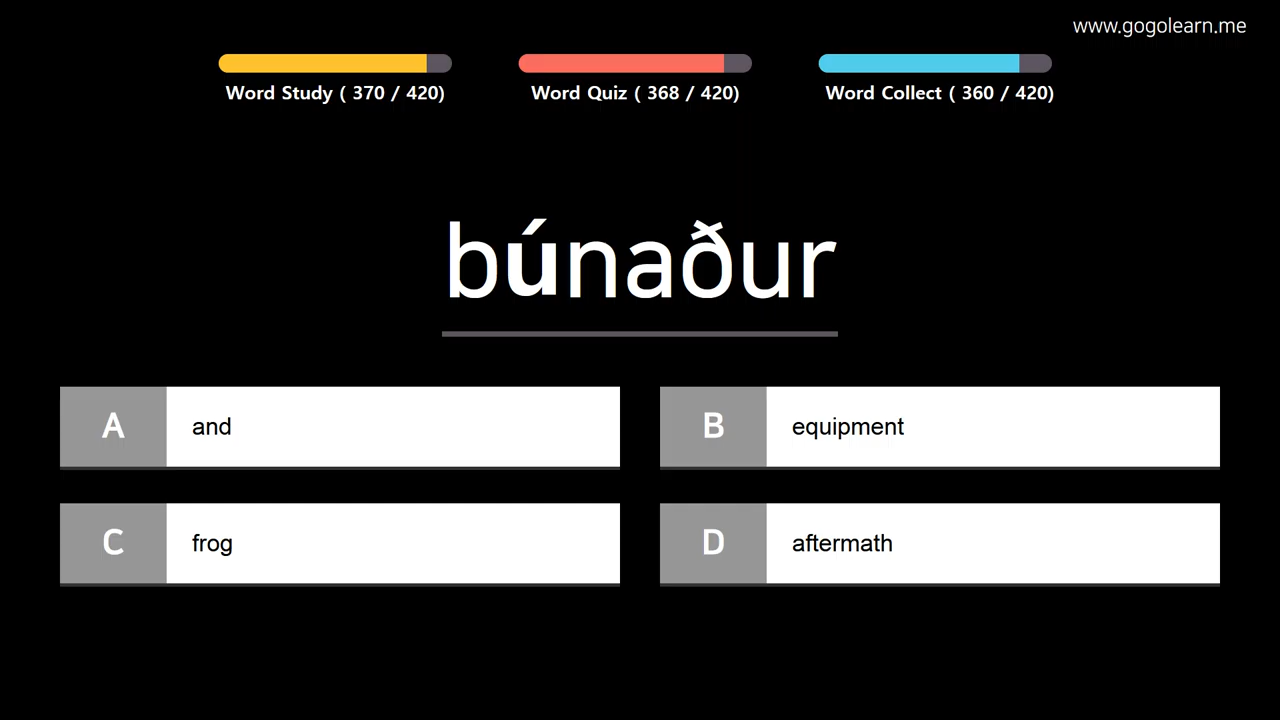 www.gogolearn.me
Word Study ( 370 / 420)
Word Quiz ( 368 / 420)
Word Collect ( 360 / 420)
búnaður
A and
B equipment
C frog
D aftermath